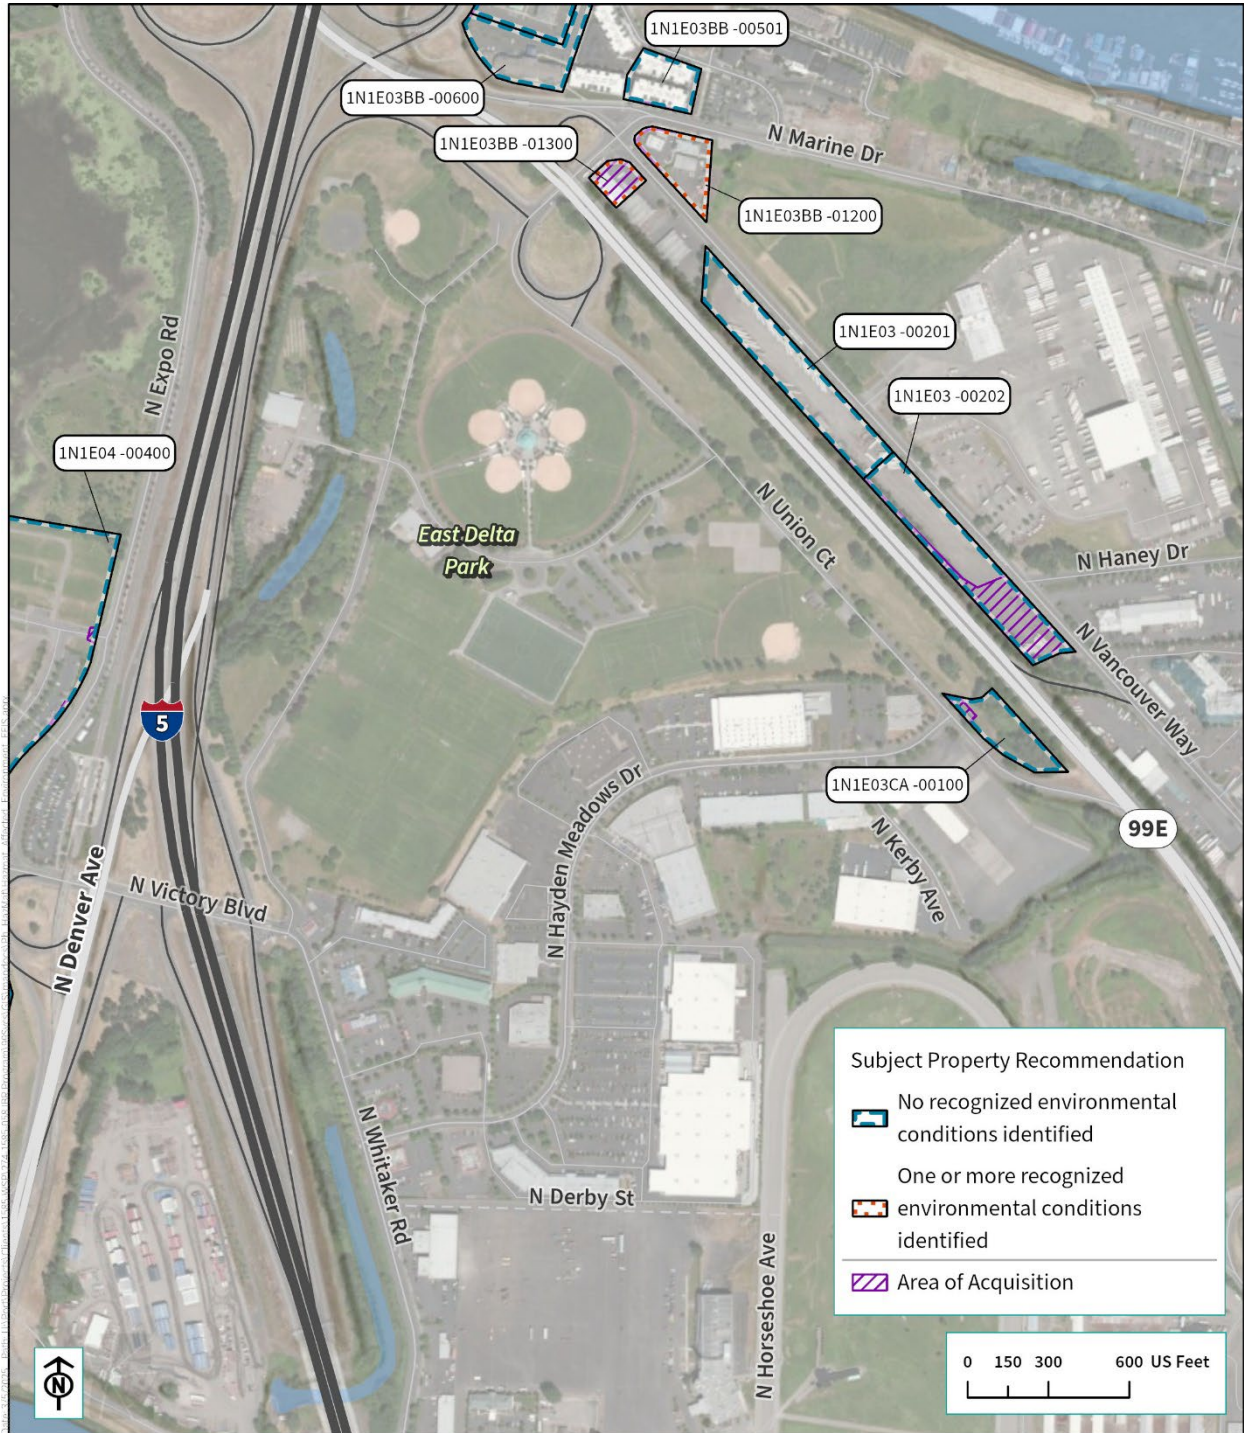 1N1E03BB -00501
1N1E03BB -00600
1N1E03BB -01300
N Marine Dr
1N1E03BB -01200
N Expo Rd
1N1E03 -00201
1N1E03 -00202
1N1E04 -00400
N Union Ct
East Delta
Park
N Haney Dr
N Vancouver Way
5
1N1E03CA -00100
99E
N Hayden Meadows Dr
N Kerby Ave
N Denver Ave
N Victory Blvd
Subject Property Recommendation
No recognized environmental
conditions identified
One or more recognized
environmental conditions
identified
Area of Acquisition
N Whitaker Rd
N Derby St
N Horseshoe Ave
0 150 300 600 US Feet
N